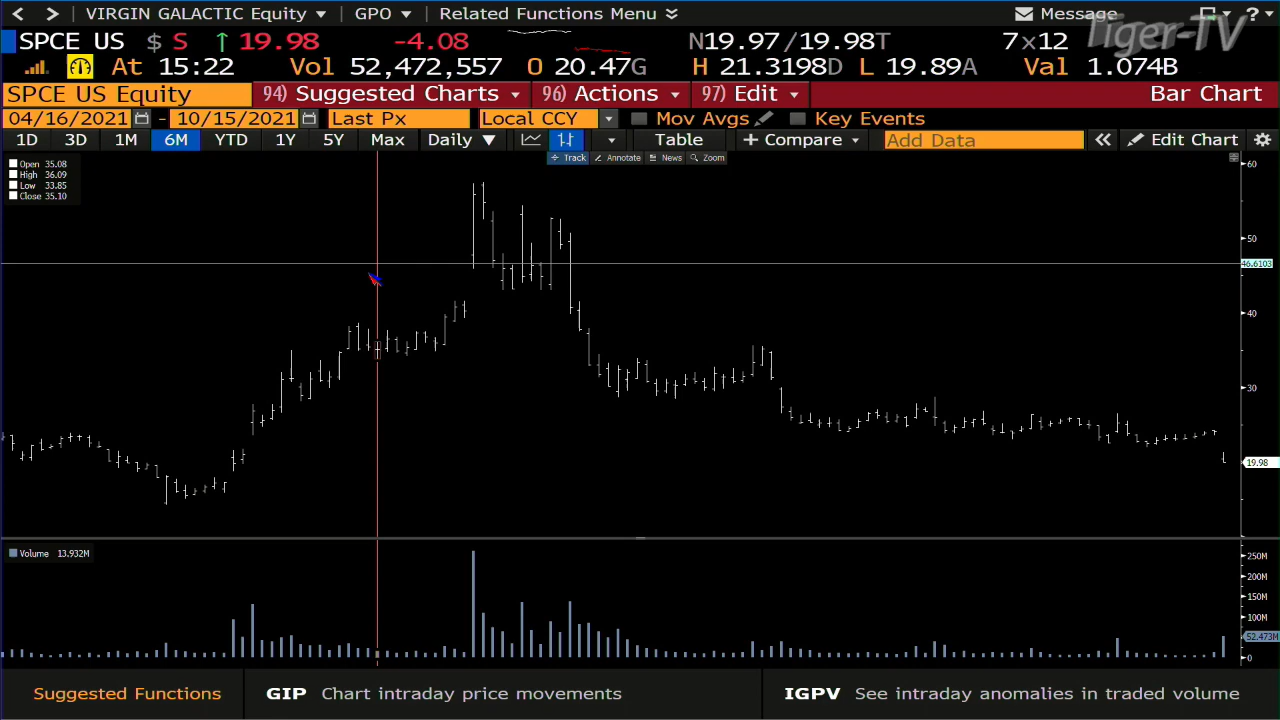 < > VIRGIN GALACTIC Equity ▼ GPO ▼ Related Functions Menu Message ? ▼
Tiger-TV
SPCE US $ S ↑ 19.98 -4.08 N19.97/19.98T 7×12
At 15:22 Vol 52,472,557 O 20.47G H 21.3198D L 19.89A Val 1.074B
SPCE US Equity 94) Suggested Charts 96) Actions 97) Edit Bar Chart
04/16/2021 - 10/15/2021 Last Px Local CCY Mov Avgs Key Events
1D 3D 1M 6M YTD 1Y 5Y Max Daily ▼ Table + Compare Add Data « Edit Chart
Track Annotate News Zoom
Open 35.08
High 36.09
Low 33.85
Close 35.10
60
50
46.6103
40
30
19.98
Volume 13.932M
250M
200M
150M
100M
52.473M
0
Suggested Functions GIP Chart intraday price movements IGPV See intraday anomalies in traded volume